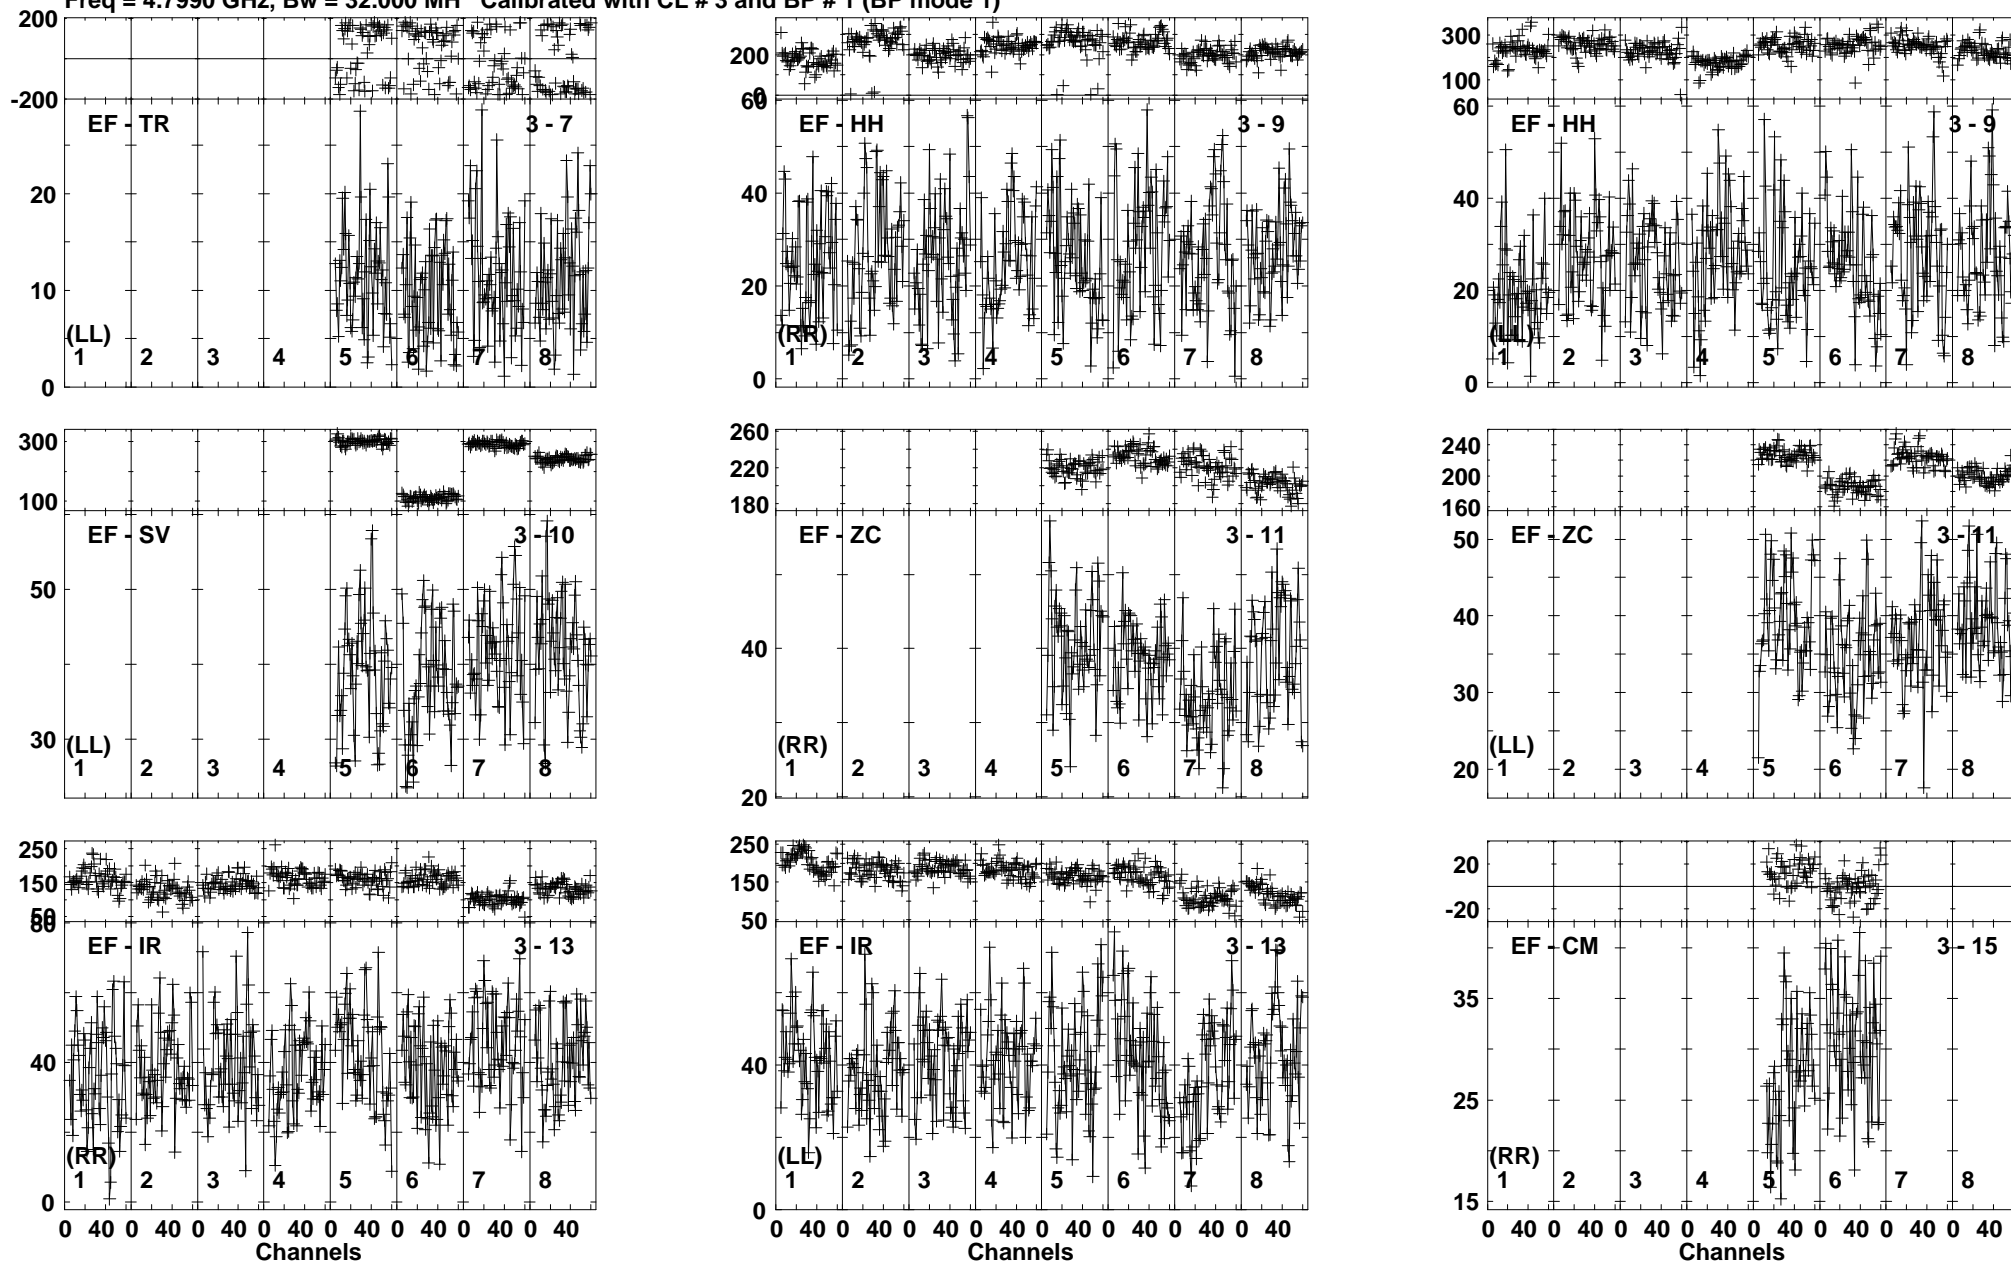 Freq = 4.7990 GHz, Bw = 32.000 MH Calibrated with CL # 3 and BP # 1 (BP mode 1)
200
-200
EF - TR 3 - 7
20
10
(LL)
1 2 3 4 5 6 7 8
0
200
0
60
EF - HH 3 - 9
40
20
(RR)
1 2 3 4 5 6 7 8
0
300
100
60
EF - HH 3 - 9
40
20
(LL)
1 2 3 4 5 6 7 8
0
300
100
EF - SV 3 - 10
50
30
(LL)
1 2 3 4 5 6 7 8
260
220
180
EF - ZC 3 - 11
40
(RR)
1 2 3 4 5 6 7 8
20
240
200
160
50
EF - ZC 3 - 11
40
30
(LL)
20
1 2 3 4 5 6 7 8
250
150
50
80
EF - IR 3 - 13
40
(RR)
1 2 3 4 5 6 7 8
0
0 40 0 40 0 40 0 40 0 40 0 40 0 40 0 40
Channels
250
150
50
EF - IR 3 - 13
40
(LL)
1 2 3 4 5 6 7 8
0
0 40 0 40 0 40 0 40 0 40 0 40 0 40 0 40
Channels
20
-20
EF - CM 3 - 15
35
25
(RR)
1 2 3 4 5 6 7 8
15
0 40 0 40 0 40 0 40 0 40 0 40 0 40 0 40
Channels